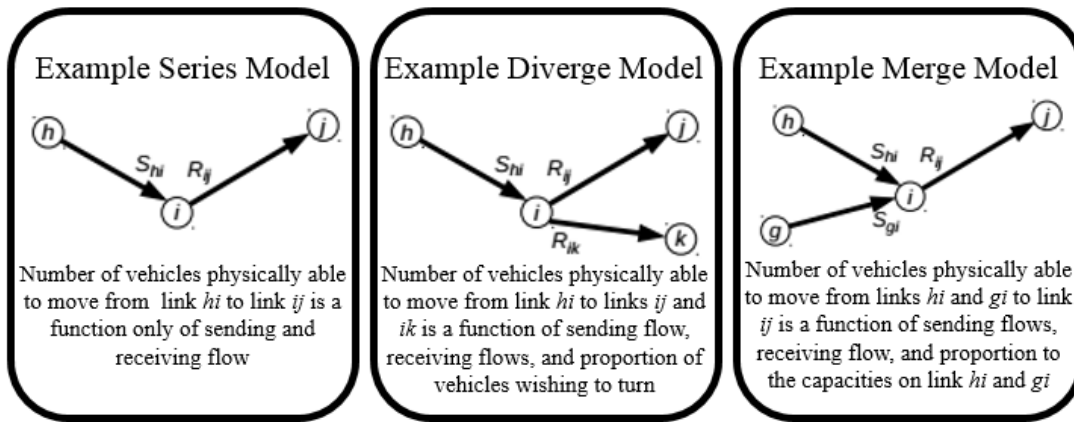 Example Series Model
h
j
S_hi R_ij
i
Number of vehicles physically able
to move from link hi to link ij is a
function only of sending and
receiving flow
Example Diverge Model
h
j
S_hi R_ij
i
R_ik
k
Number of vehicles physically able
to move from link hi to links ij and
ik is a function of sending flow,
receiving flows, and proportion of
vehicles wishing to turn
Example Merge Model
h
j
S_hi R_ij
i
g
S_gi
Number of vehicles physically able
to move from links hi and gi to link
ij is a function of sending flows,
receiving flow, and proportion to
the capacities on link hi and gi